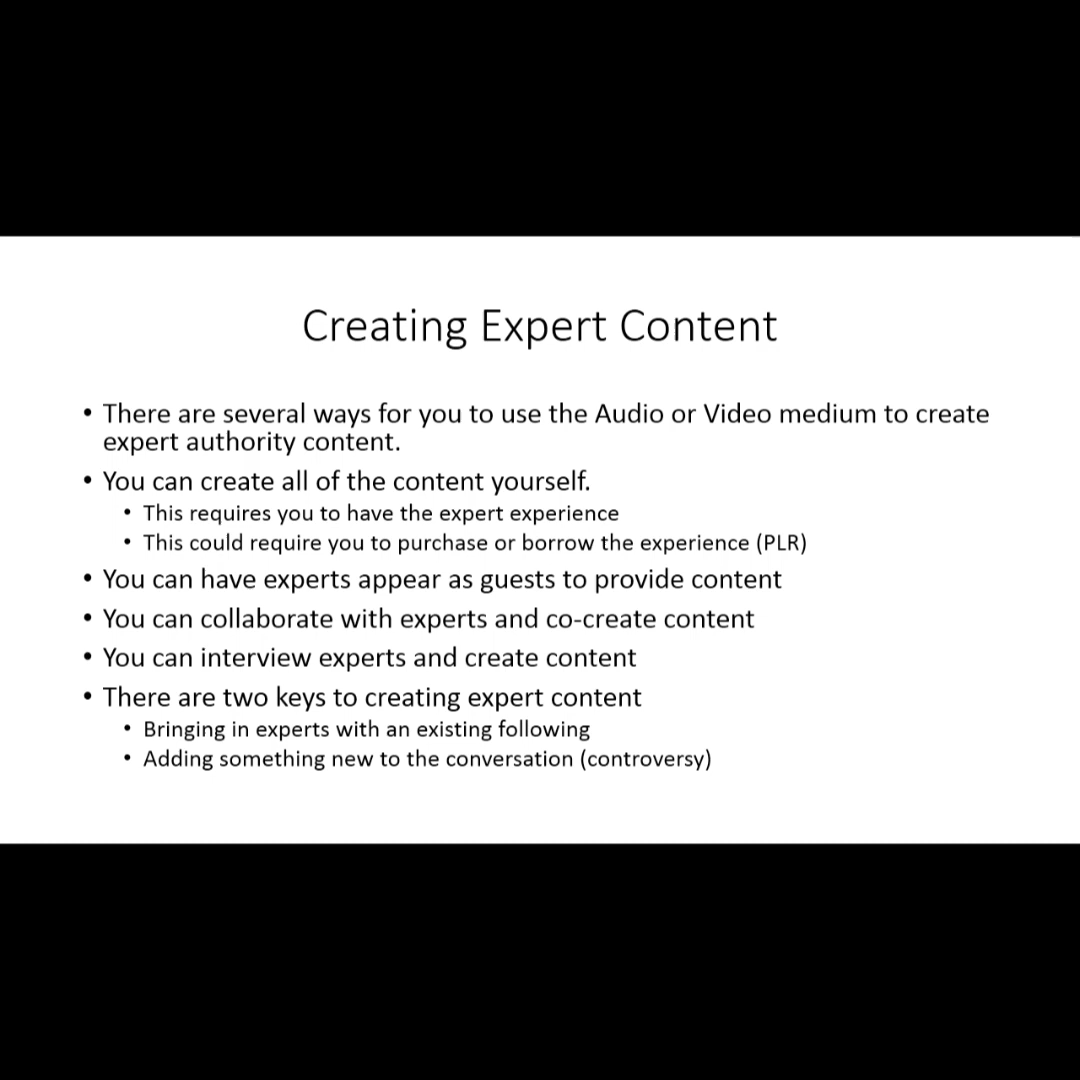 Creating Expert Content
• There are several ways for you to use the Audio or Video medium to create
expert authority content.
• You can create all of the content yourself.
• This requires you to have the expert experience
• This could require you to purchase or borrow the experience (PLR)
• You can have experts appear as guests to provide content
• You can collaborate with experts and co-create content
• You can interview experts and create content
• There are two keys to creating expert content
• Bringing in experts with an existing following
• Adding something new to the conversation (controversy)